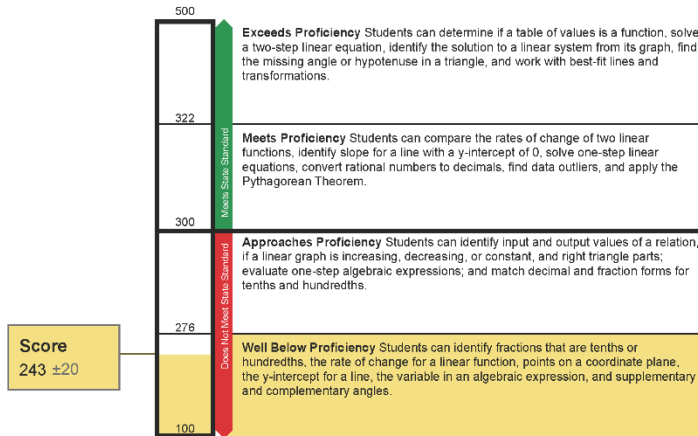 500
Exceeds Proficiency Students can determine if a table of values is a function, solve
a two-step linear equation, identify the solution to a linear system from its graph, find
the missing angle or hypotenuse in a triangle, and work with best-fit lines and
transformations.
Meets State Standard
322
Meets Proficiency Students can compare the rates of change of two linear
functions, identify slope for a line with a y-intercept of 0, solve one-step linear
equations, convert rational numbers to decimals, find data outliers, and apply the
Pythagorean Theorem.
300
Approaches Proficiency Students can identify input and output values of a relation,
if a linear graph is increasing, decreasing, or constant, and right triangle parts;
evaluate one-step algebraic expressions; and match decimal and fraction forms for
tenths and hundredths.
Does Not Meet State Standard
276
Score
243 ±20
Well Below Proficiency Students can identify fractions that are tenths or
hundredths, the rate of change for a linear function, points on a coordinate plane,
the y-intercept for a line, the variable in an algebraic expression, and supplementary
and complementary angles.
100